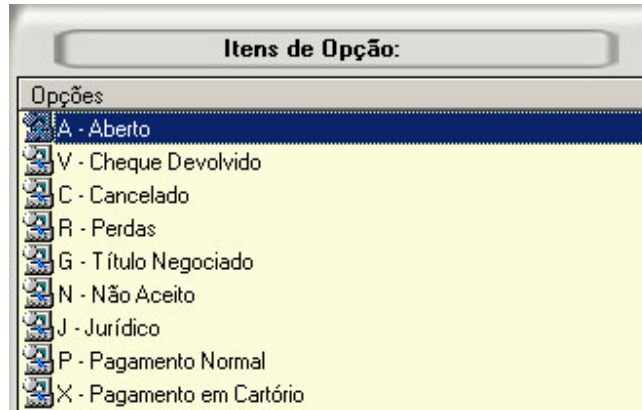 Itens de Opção:
Opções
A - Aberto
V - Cheque Devolvido
C - Cancelado
R - Perdas
G - Título Negociado
N - Não Aceito
J - Jurídico
P - Pagamento Normal
X - Pagamento em Cartório